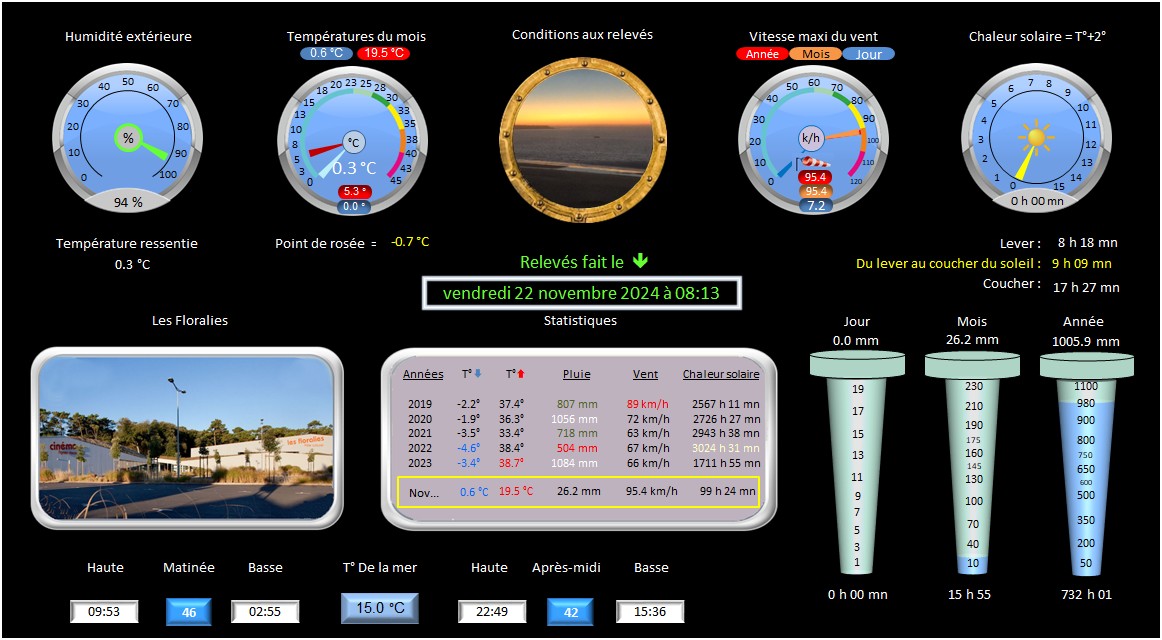 Humidité extérieure
Températures du mois
0.6 °C 19.5 °C
Conditions aux relevés
Vitesse maxi du vent
Année Mois Jour
Chaleur solaire = T°+2°
0 10 20 30 40 50 60 70 80 90 100
%
94 %
0 3 5 8 10 13 15 18 20 23 25 28 30 33 35 38 40 43 45
°C
0.3 °C
5.3 °
0.0 °
0 10 20 30 40 50 60 70 80 90 100 110 120
k/h
95.4
95.4
7.2
0 1 2 3 4 5 6 7 8 9 10 11 12 13 14 15
0 h 00 mn
Température ressentie
0.3 °C
Point de rosée = -0.7 °C
Relevés fait le
vendredi 22 novembre 2024 à 08:13
Lever : 8 h 18 mn
Du lever au coucher du soleil : 9 h 09 mn
Coucher : 17 h 27 mn
Les Floralies
cinéma
les floralies
Statistiques
Années T° T° Pluie Vent Chaleur solaire
2019 -2.2° 37.4° 807 mm 89 km/h 2567 h 11 mn
2020 -1.9° 36.3° 1056 mm 72 km/h 2726 h 27 mn
2021 -3.5° 33.4° 718 mm 63 km/h 2943 h 38 mn
2022 -4.6° 38.4° 504 mm 67 km/h 3024 h 31 mn
2023 -3.4° 38.7° 1084 mm 66 km/h 1711 h 55 mn
Nov... 0.6 °C 19.5 °C 26.2 mm 95.4 km/h 99 h 24 mn
Jour
0.0 mm
19
17
15
13
11
9
7
5
3
1
0 h 00 mn
Mois
26.2 mm
230
210
190
175
160
145
130
100
70
40
10
15 h 55
Année
1005.9 mm
1100
980
900
800
750
650
600
500
350
200
50
732 h 01
Haute Matinée Basse T° De la mer Haute Après-midi Basse
09:53 46 02:55 15.0 °C 22:49 42 15:36